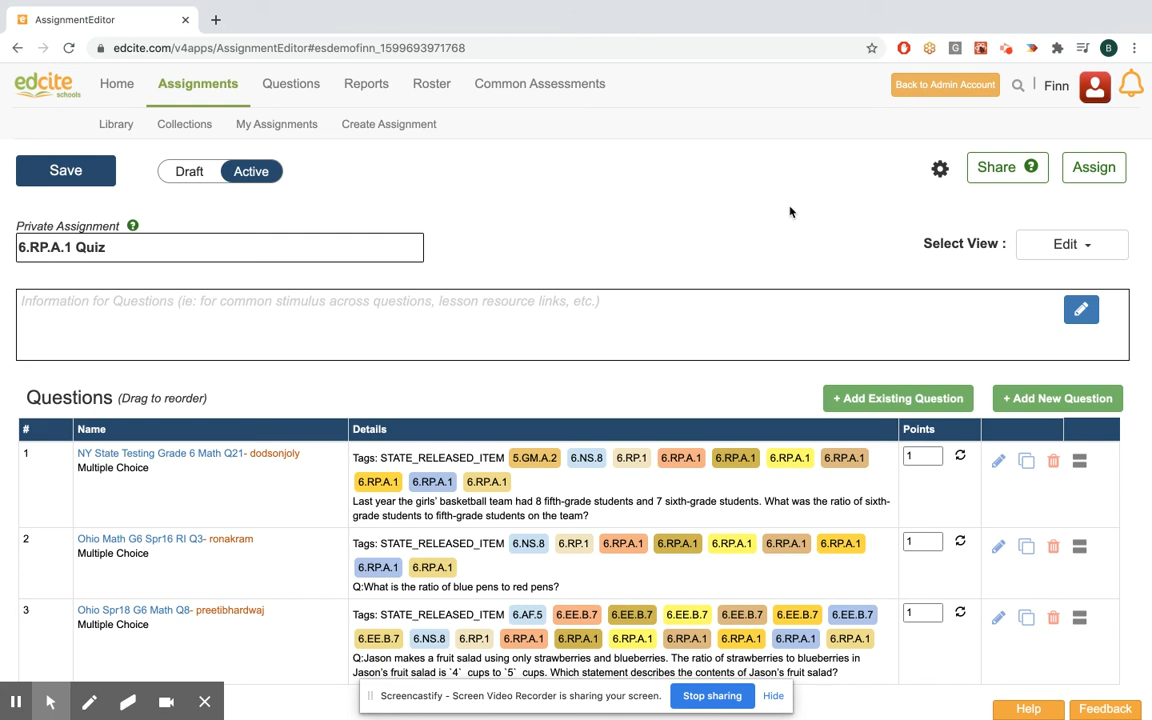 AssignmentEditor
edcite.com/v4apps/AssignmentEditor#esdemofinn_1599693971768
B
edcite
schools
Home Assignments Questions Reports Roster Common Assessments
Back to Admin Account
Finn
Library Collections My Assignments Create Assignment
Save
Draft Active
Share ?
Assign
Private Assignment ?
6.RP.A.1 Quiz
Select View : Edit
Information for Questions (ie: for common stimulus across questions, lesson resource links, etc.)
Questions (Drag to reorder)
+ Add Existing Question
+ Add New Question
# Name Details Points
1
NY State Testing Grade 6 Math Q21- dodsonjoly
Multiple Choice
Tags: STATE_RELEASED_ITEM 5.GM.A.2 6.NS.8 6.RP.1 6.RP.A.1 6.RP.A.1 6.RP.A.1 6.RP.A.1
6.RP.A.1 6.RP.A.1 6.RP.A.1
Last year the girls' basketball team had 8 fifth-grade students and 7 sixth-grade students. What was the ratio of sixth-
grade students to fifth-grade students on the team?
1
2
Ohio Math G6 Spr16 RI Q3- ronakram
Multiple Choice
Tags: STATE_RELEASED_ITEM 6.NS.8 6.RP.1 6.RP.A.1 6.RP.A.1 6.RP.A.1 6.RP.A.1 6.RP.A.1
6.RP.A.1 6.RP.A.1
Q:What is the ratio of blue pens to red pens?
1
3
Ohio Spr18 G6 Math Q8- preetibhardwaj
Multiple Choice
Tags: STATE_RELEASED_ITEM 6.AF.5 6.EE.B.7 6.EE.B.7 6.EE.B.7 6.EE.B.7 6.EE.B.7 6.EE.B.7
6.EE.B.7 6.NS.8 6.RP.1 6.RP.A.1 6.RP.A.1 6.RP.A.1 6.RP.A.1 6.RP.A.1 6.RP.A.1 6.RP.A.1
Q:Jason makes a fruit salad using only strawberries and blueberries. The ratio of strawberries to blueberries in
Jason's fruit salad is `4` cups to `5` cups. Which statement describes the contents of Jason's fruit salad?
1
Screencastify - Screen Video Recorder is sharing your screen.
Stop sharing
Hide
Help
Feedback